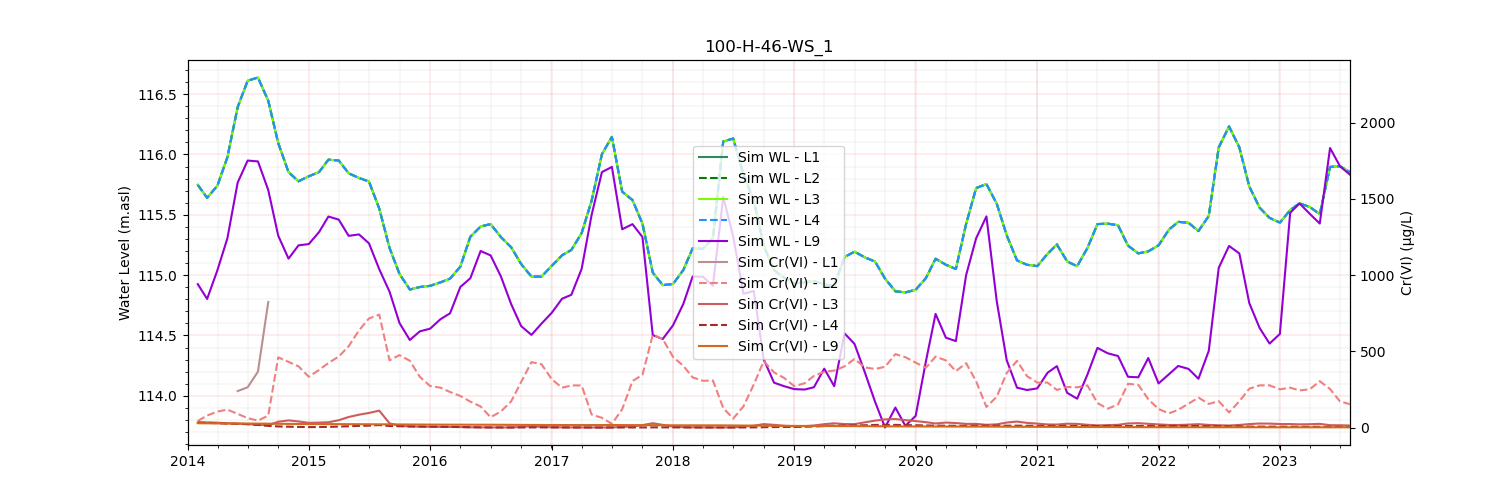 100-H-46-WS_1
116.5
116.0
115.5
115.0
114.5
114.0
Water Level (m.asl)
2000
1500
1000
500
0
Cr(VI) (µg/L)
Sim WL - L1
Sim WL - L2
Sim WL - L3
Sim WL - L4
Sim WL - L9
Sim Cr(VI) - L1
Sim Cr(VI) - L2
Sim Cr(VI) - L3
Sim Cr(VI) - L4
Sim Cr(VI) - L9
2014 2015 2016 2017 2018 2019 2020 2021 2022 2023